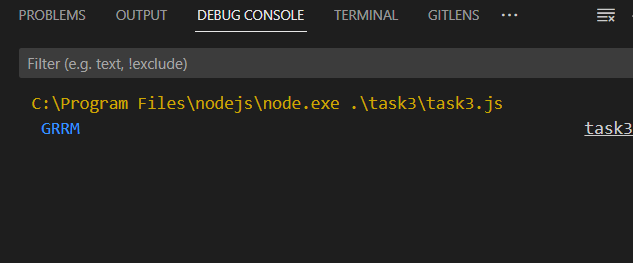 PROBLEMS OUTPUT DEBUG CONSOLE TERMINAL GITLENS ···
Filter (e.g. text, !exclude)
C:\Program Files\nodejs\node.exe .\task3\task3.js
GRRM task3